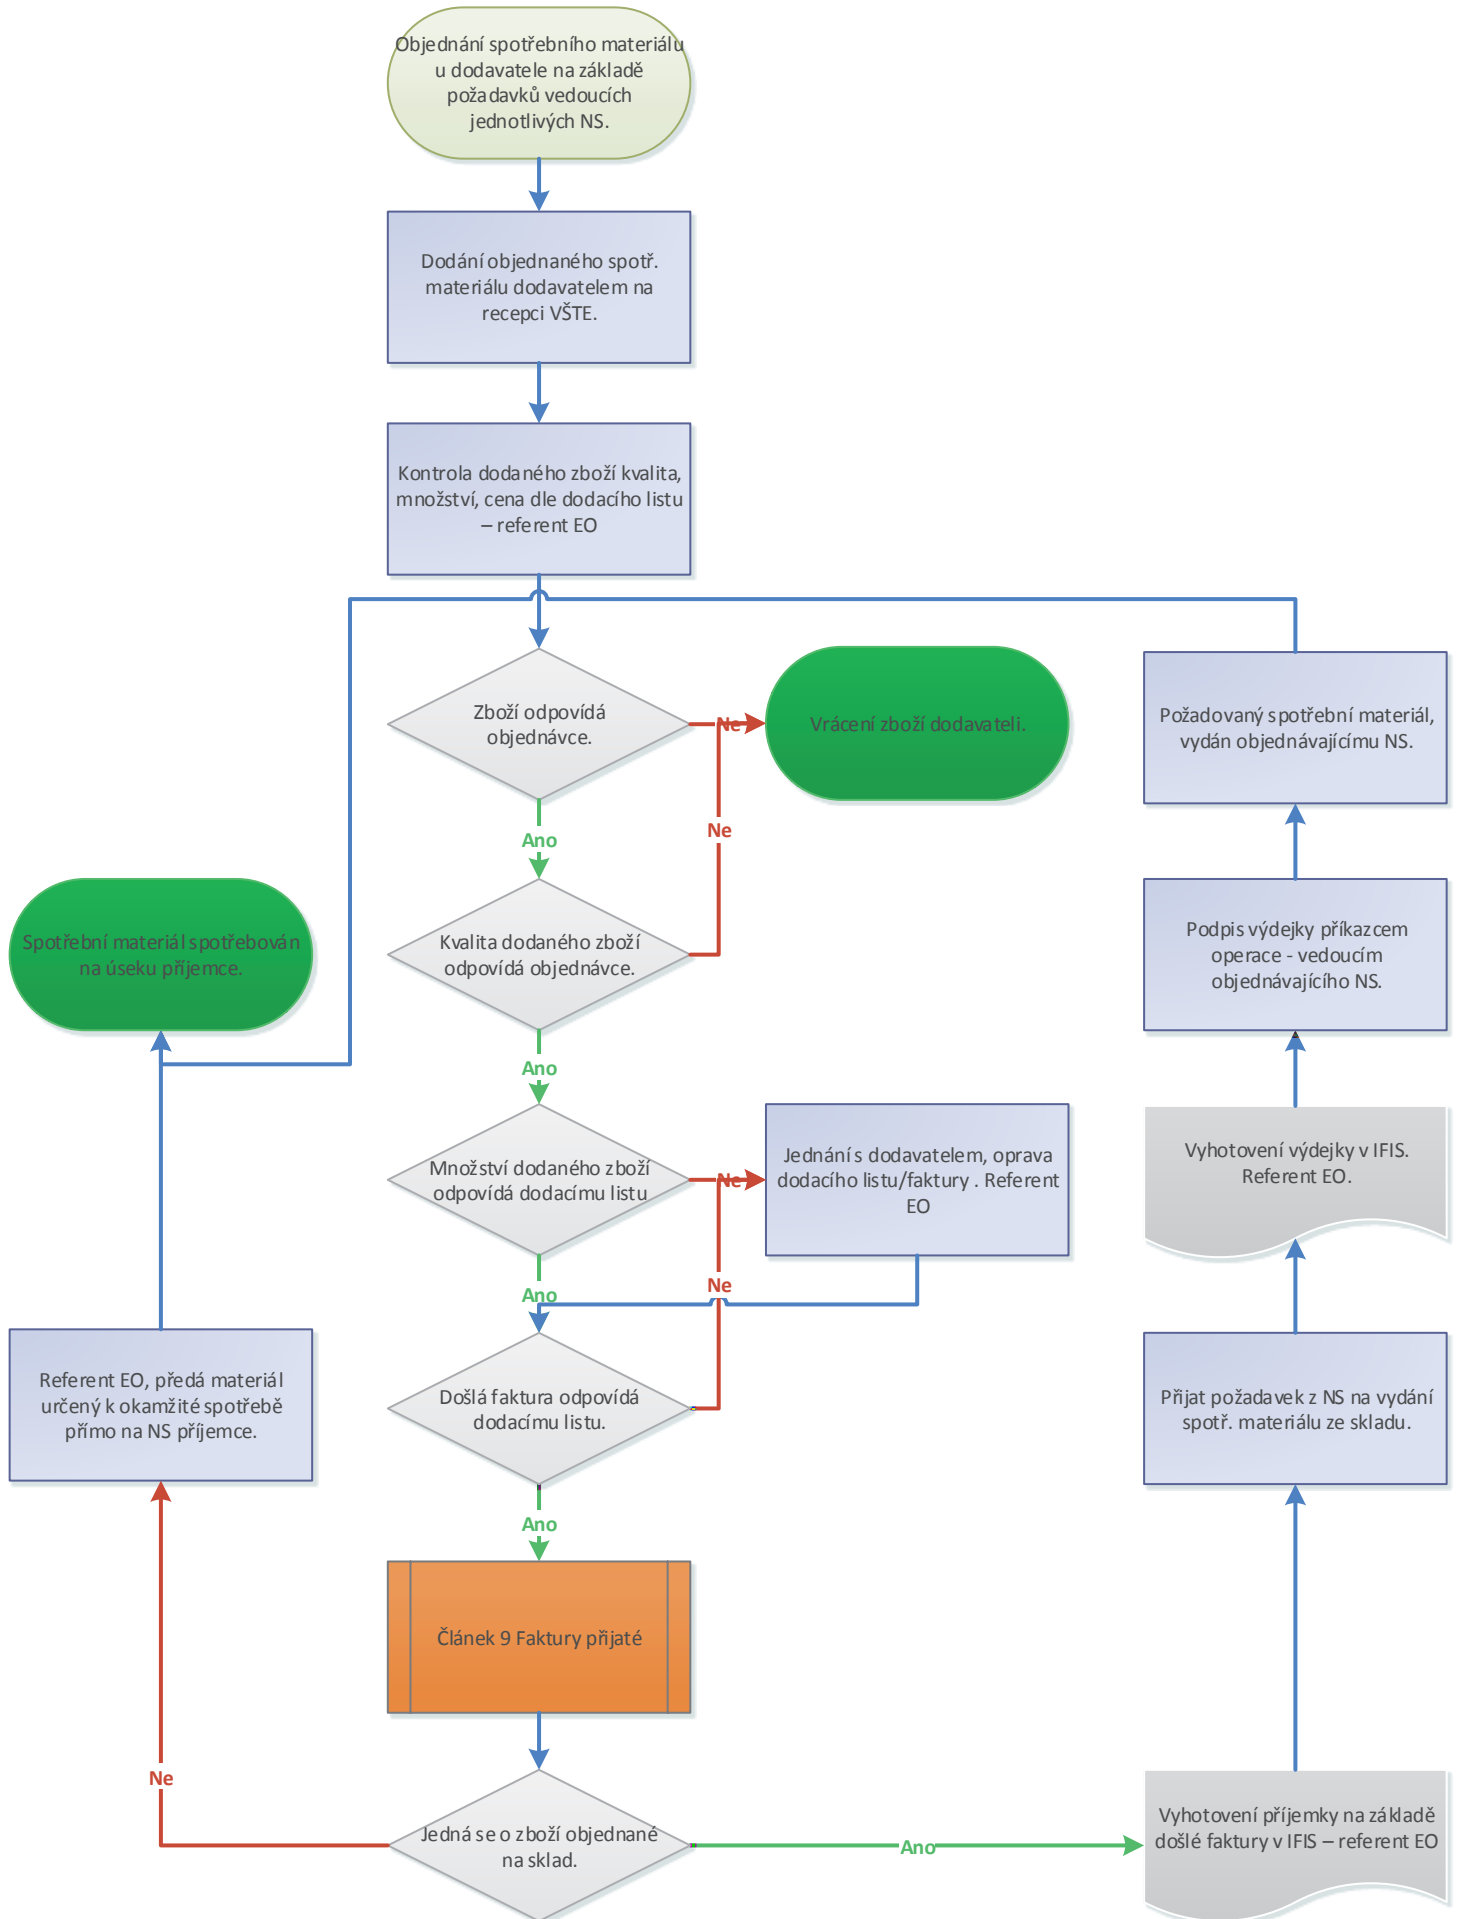 Objednání spotřebního materiálu
u dodavatele na základě
požadavků vedoucích
jednotlivých NS.
Dodání objednaného spotř.
materiálu dodavatelem na
recepci VŠTE.
Kontrola dodaného zboží kvalita,
množství, cena dle dodacího listu
– referent EO
Zboží odpovídá
objednávce.
Ne
Vrácení zboží dodavateli.
Požadovaný spotřební materiál,
vydán objednávajícímu NS.
Ano
Ne
Spotřební materiál spotřebován
na úseku příjemce.
Kvalita dodaného zboží
odpovídá objednávce.
Podpis výdejky příkazcem
operace - vedoucím
objednávajícího NS.
Ano
Množství dodaného zboží
odpovídá dodacímu listu
Ne
Jednání s dodavatelem, oprava
dodacího listu/faktury . Referent
EO
Vyhotovení výdejky v IFIS.
Referent EO.
Ano
Ne
Referent EO, předá materiál
určený k okamžité spotřebě
přímo na NS příjemce.
Došlá faktura odpovídá
dodacímu listu.
Přijat požadavek z NS na vydání
spotř. materiálu ze skladu.
Ano
Článek 9 Faktury přijaté
Ne
Jedná se o zboží objednané
na sklad.
Ano
Vyhotovení příjemky na základě
došlé faktury v IFIS – referent EO